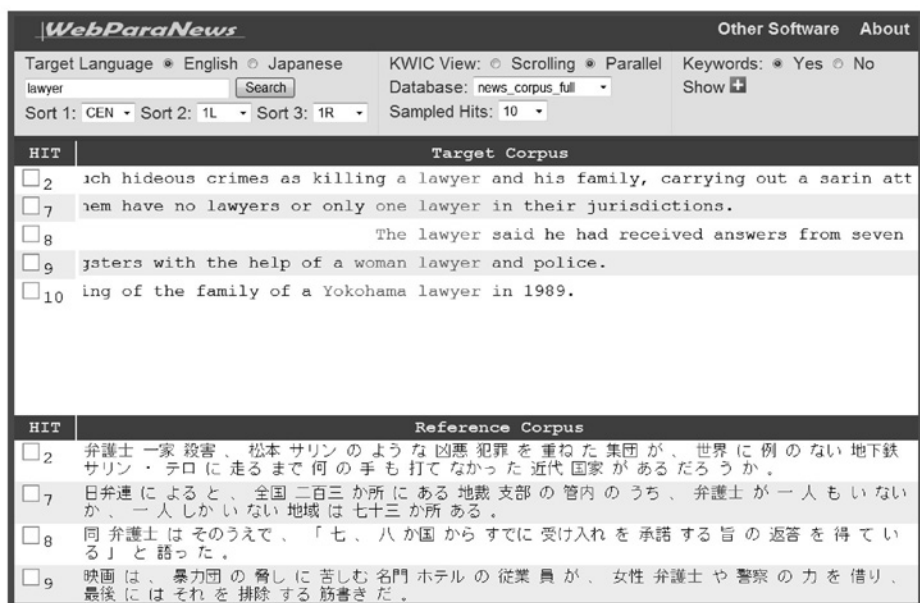 WebParaNews
Other Software About
Target Language English Japanese
KWIC View: Scrolling Parallel
Keywords: Yes No
lawyer Search
Database: news_corpus_full
Show
Sort 1: CEN Sort 2: 1L Sort 3: 1R
Sampled Hits: 10
HIT Target Corpus
2 uch hideous crimes as killing a lawyer and his family, carrying out a sarin att
7 hem have no lawyers or only one lawyer in their jurisdictions.
8 The lawyer said he had received answers from seven
9 gsters with the help of a woman lawyer and police.
10 ing of the family of a Yokohama lawyer in 1989.
HIT Reference Corpus
2 弁護士 一家 殺害 、 松本 サリン の よう な 凶悪 犯罪 を 重ね た 集団 が 、 世界 に 例 の ない 地下鉄
サリン ・ テロ に 走る まで 何 の 手 も 打て なかっ た 近代 国家 が ある だろ う か 。
7 日弁連 に よる と 、 全国 二百三 か所 に ある 地裁 支部 の 管内 の うち 、 弁護士 が 一 人 も い ない
か 、 一 人 しか い ない 地域 は 七十三 か所 ある 。
8 同 弁護士 は そのうえで 、 「 七 、 八 か国 から すでに 受け入れ を 承諾 する 旨 の 返答 を 得 て い
る 」 と 語っ た 。
9 映画 は 、 暴力団 の 脅し に 苦しむ 名門 ホテル の 従業 員 が 、 女性 弁護士 や 警察 の 力 を 借り 、
最後 に は それ を 排除 する 筋書き だ 。